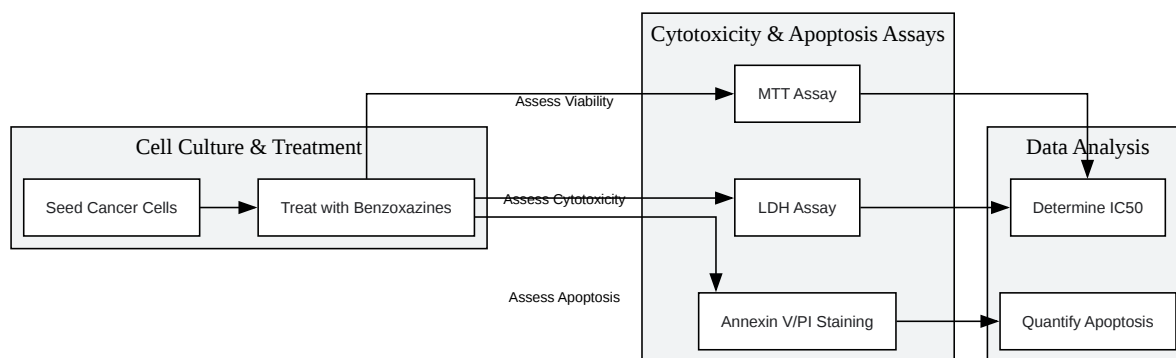 Cytotoxicity & Apoptosis Assays
MTT Assay
Assess Viability
Cell Culture & Treatment
Data Analysis
Seed Cancer Cells
Treat with Benzoxazines
Assess Cytotoxicity
LDH Assay
Determine IC50
Assess Apoptosis
Annexin V/PI Staining
Quantify Apoptosis